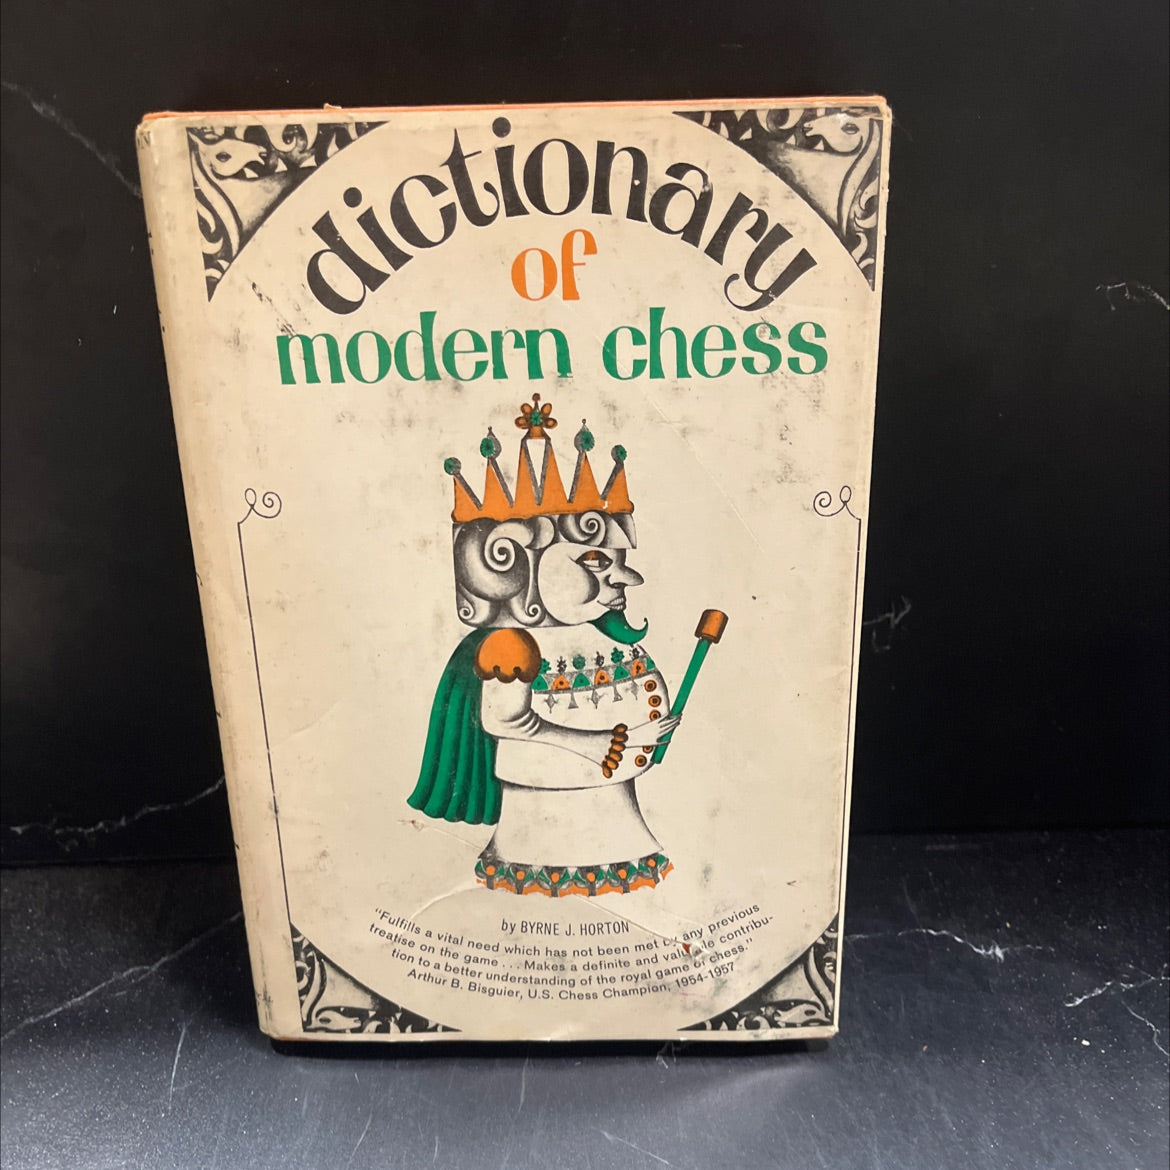 dictionary
of
modern chess
by BYRNE J. HORTON
"Fulfills a vital need which has not been met by any previous
treatise on the game . . . Makes a definite and valuable contribu-
tion to a better understanding of the royal game of chess."
Arthur B. Bisguier, U.S. Chess Champion, 1954-1957